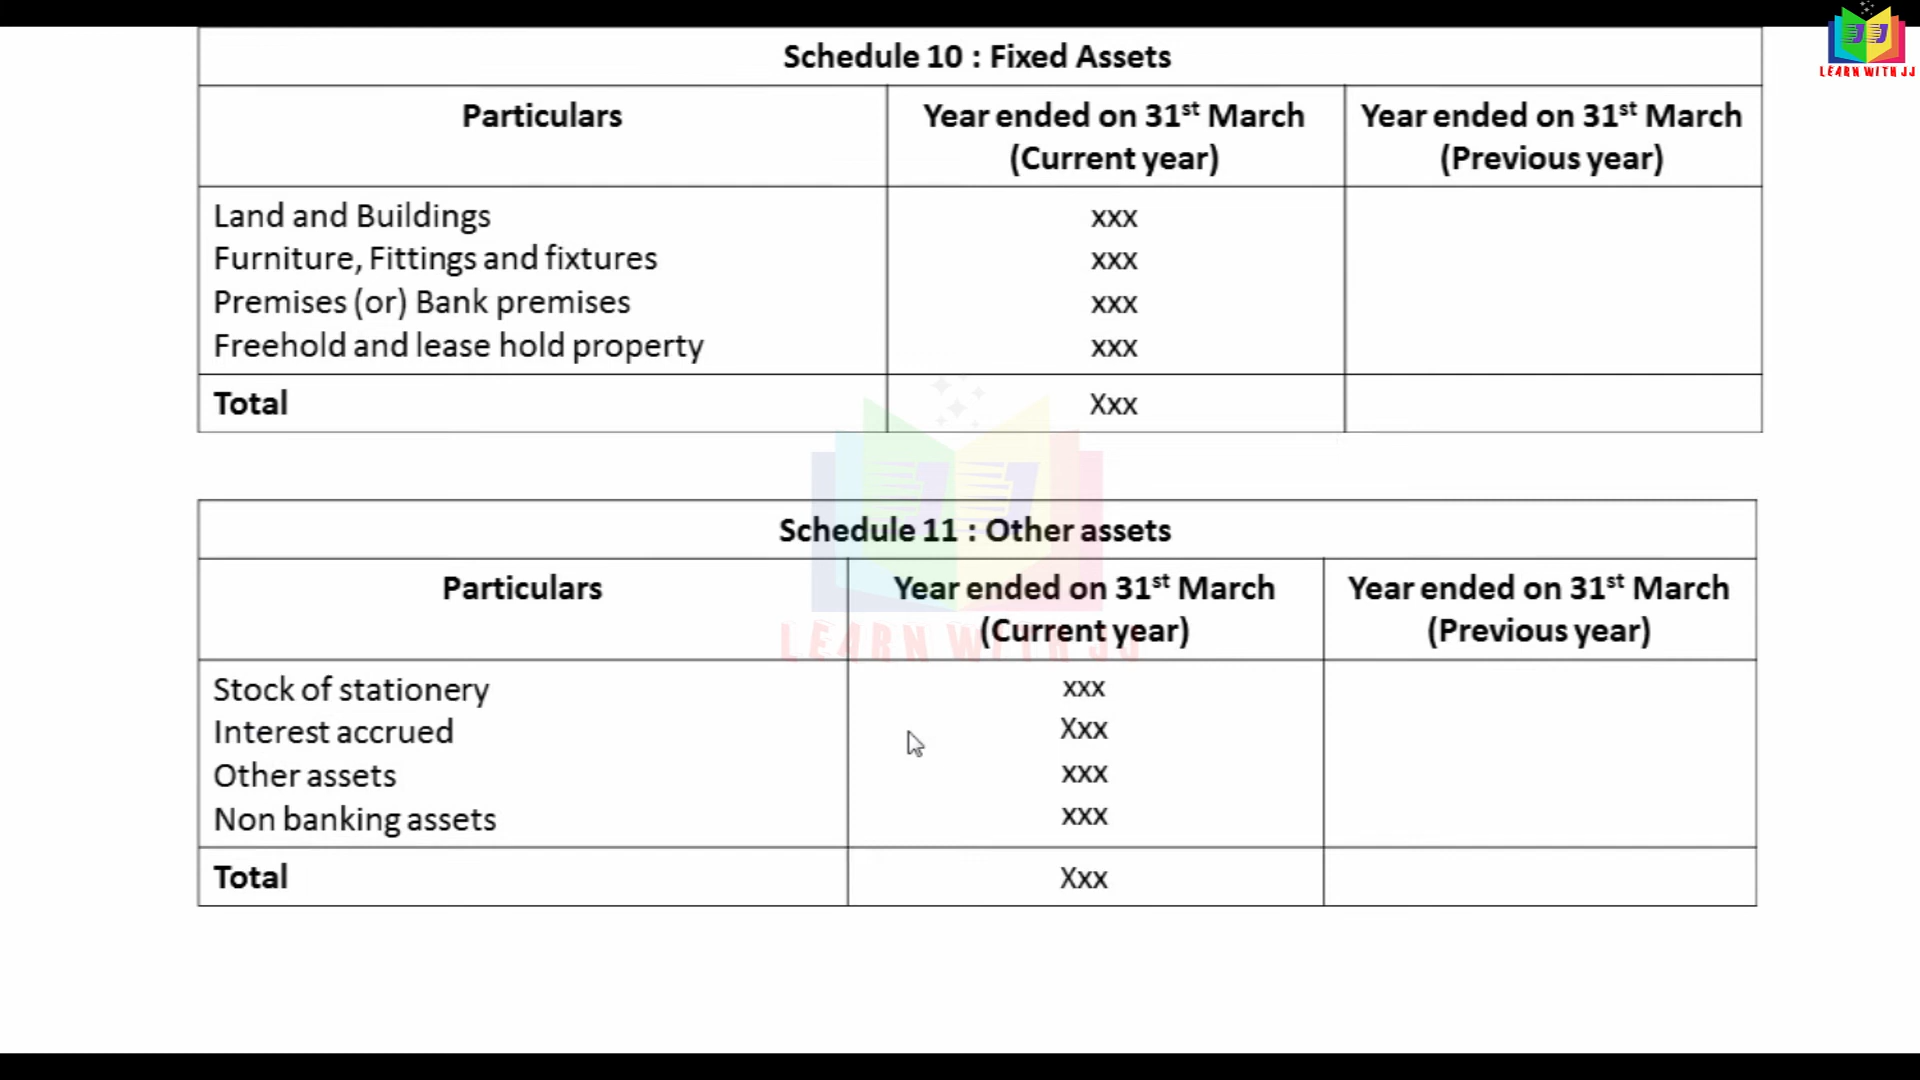 LEARN WITH JJ
Schedule 10 : Fixed Assets
Particulars
Year ended on 31st March
(Current year)
Year ended on 31st March
(Previous year)
Land and Buildings xxx
Furniture, Fittings and fixtures xxx
Premises (or) Bank premises xxx
Freehold and lease hold property xxx
Total Xxx
Schedule 11 : Other assets
Particulars
Year ended on 31st March
(Current year)
Year ended on 31st March
(Previous year)
LEARN WITH JJ
Stock of stationery xxx
Interest accrued Xxx
Other assets xxx
Non banking assets xxx
Total Xxx